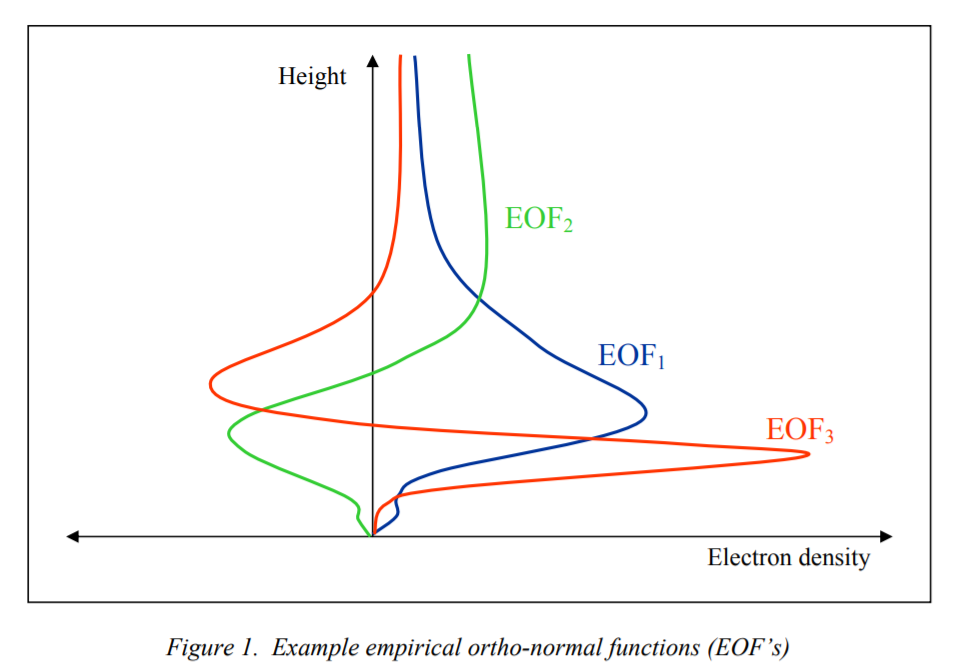 Height
EOF2
EOF1
EOF3
Electron density
Figure 1. Example empirical ortho-normal functions (EOF’s)